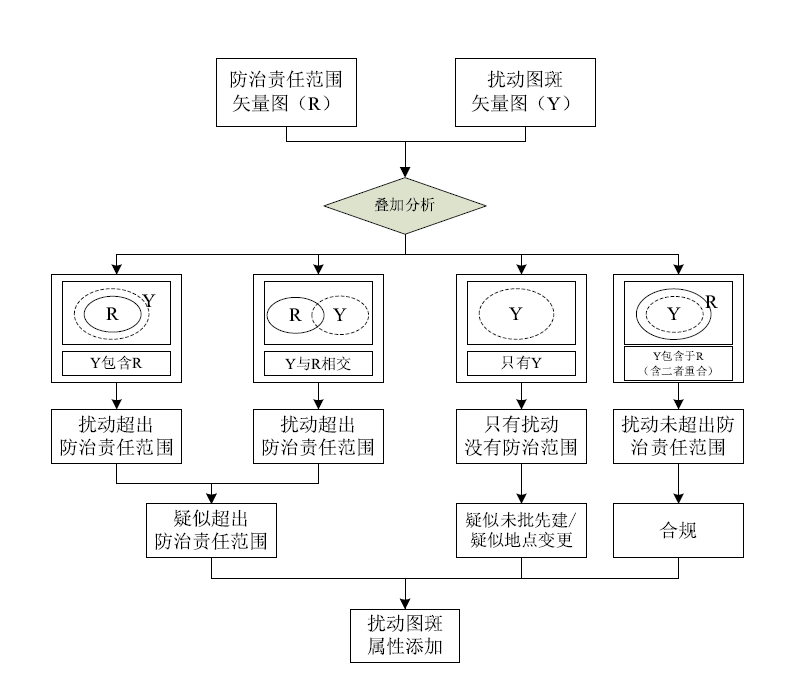 防治责任范围
矢量图（R）
扰动图斑
矢量图（Y）
叠加分析
R
Y
Y包含R
R
Y
Y与R相交
Y
只有Y
Y
R
Y包含于R
（含二者重合）
扰动超出
防治责任范围
扰动超出
防治责任范围
只有扰动
没有防治范围
扰动未超出防
治责任范围
疑似超出
防治责任范围
疑似未批先建/
疑似地点变更
合规
扰动图斑
属性添加